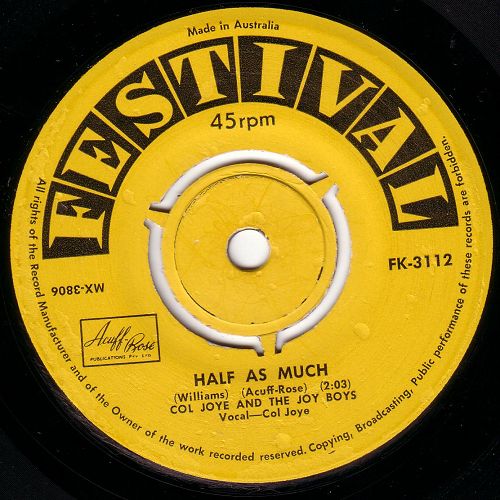 Made in Australia
FESTIVAL
45rpm
FK-3112
MX-3806
Acuff-Rose
PUBLICATIONS Pty Ltd
HALF AS MUCH
(Williams) (Acuff-Rose) (2:03)
COL JOYE AND THE JOY BOYS
Vocal—Col Joye
All rights of the Record Manufacturer and of the Owner of the work recorded reserved. Copying, Broadcasting, Public performance of these records are forbidden.